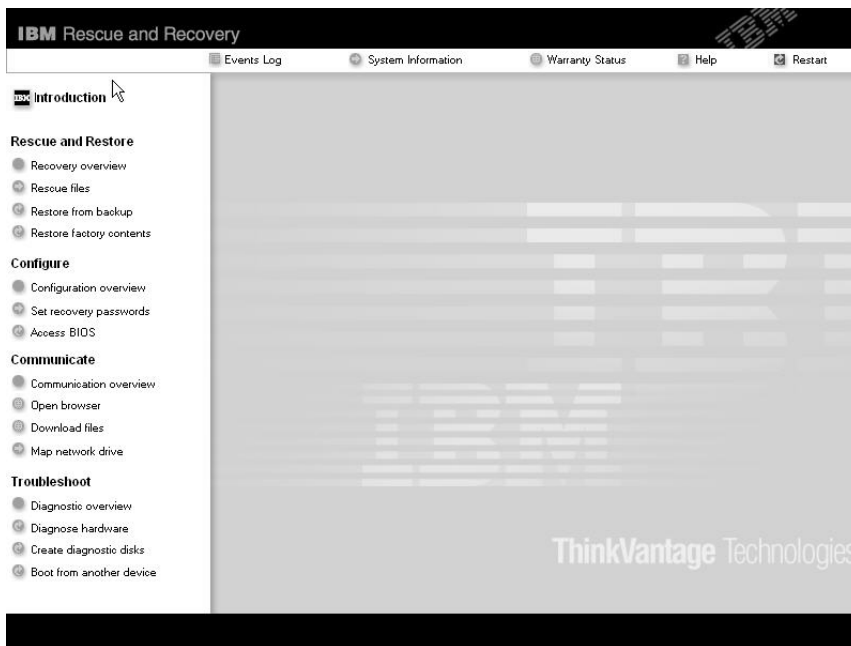 IBM Rescue and Recovery
IBM
Events Log
System Information
Warranty Status
Help
Restart
Introduction
Rescue and Restore
Recovery overview
Rescue files
Restore from backup
Restore factory contents
Configure
Configuration overview
Set recovery passwords
Access BIOS
Communicate
Communication overview
Open browser
Download files
Map network drive
Troubleshoot
Diagnostic overview
Diagnose hardware
Create diagnostic disks
Boot from another device
IBM
ThinkVantage Technologies